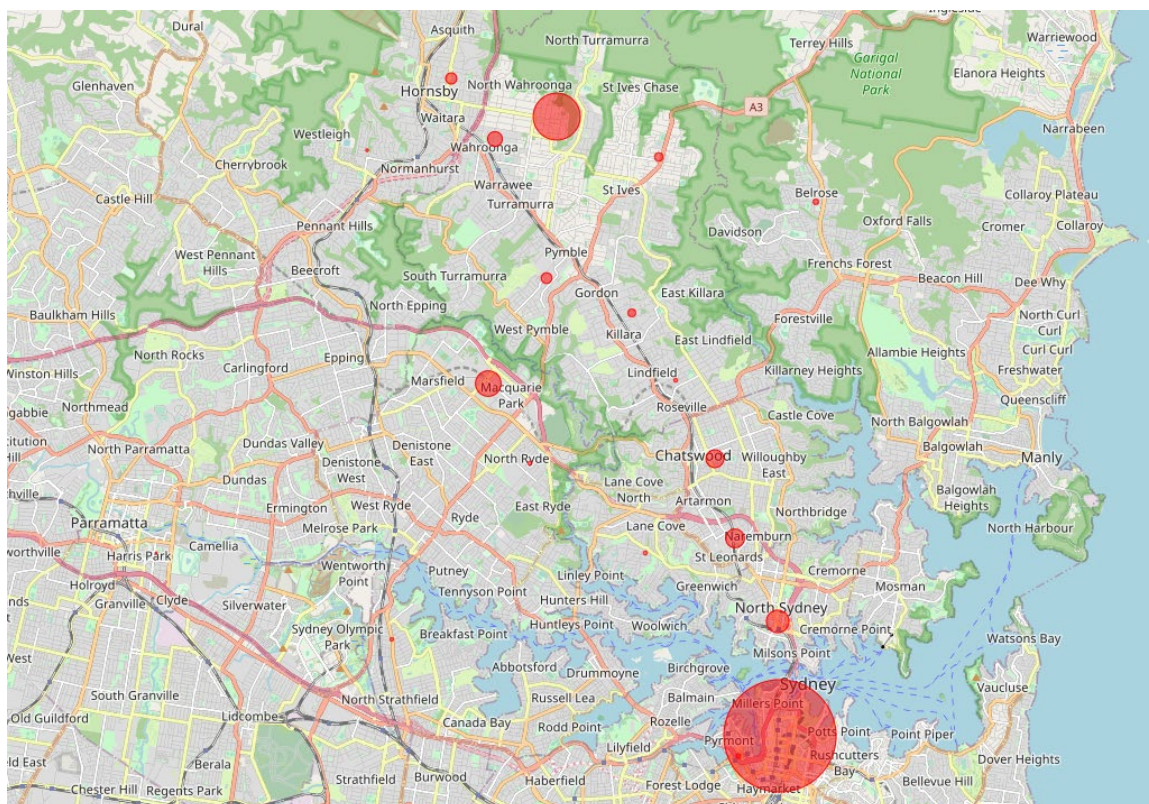 Ingleside
Dural
Asquith
North Turramurra
Terrey Hills
Warriewood
Garigal
National
Park
Elanora Heights
Glenhaven
Hornsby
North Wahroonga
St Ives Chase
A3
Waitara
Narrabeen
Westleigh
Wahroonga
Cherrybrook
Normanhurst
Castle Hill
Warrawee
St Ives
Belrose
Collaroy Plateau
Turramurra
Oxford Falls
Cromer
Collaroy
Pennant Hills
Davidson
West Pennant
Hills
Pymble
Frenchs Forest
Beecroft
South Turramurra
Beacon Hill
Dee Why
Gordon
East Killara
North Epping
Baulkham Hills
Forestville
North Curl
Curl
West Pymble
Killara
East Lindfield
North Rocks
Epping
Allambie Heights
Curl Curl
Carlingford
Lindfield
Killarney Heights
Freshwater
Winston Hills
Marsfield
Macquarie
Park
Queenscliff
Northmead
Roseville
Castle Cove
North Balgowlah
Dundas Valley
Denistone
East
Balgowlah
North Parramatta
Denistone
West
North Ryde
Chatswood
Willoughby
East
Manly
Dundas
Lane Cove
North
Balgowlah
Heights
Ermington
West Ryde
East Ryde
Artarmon
Northbridge
Parramatta
Melrose Park
Ryde
Lane Cove
North Harbour
Naremburn
Camellia
Harris Park
St Leonards
Wentworth
Point
Putney
Linley Point
Cremorne
Holroyd
Tennyson Point
Greenwich
Mosman
Granville
Clyde
Silverwater
Hunters Hill
North Sydney
Huntleys Point
Woolwich
Cremorne Point
Sydney Olympic
Park
Breakfast Point
Watsons Bay
Milsons Point
Abbotsford
Birchgrove
Drummoyne
Sydney
Vaucluse
South Granville
North Strathfield
Russell Lea
Balmain
Millers Point
Old Guildford
Lidcombe
Canada Bay
Rodd Point
Rozelle
Potts Point
Point Piper
Lilyfield
Pyrmont
Rushcutters
Bay
Dover Heights
Berala
Strathfield
Burwood
Haberfield
Forest Lodge
Bellevue Hill
Chester Hill
Regents Park
Haymarket